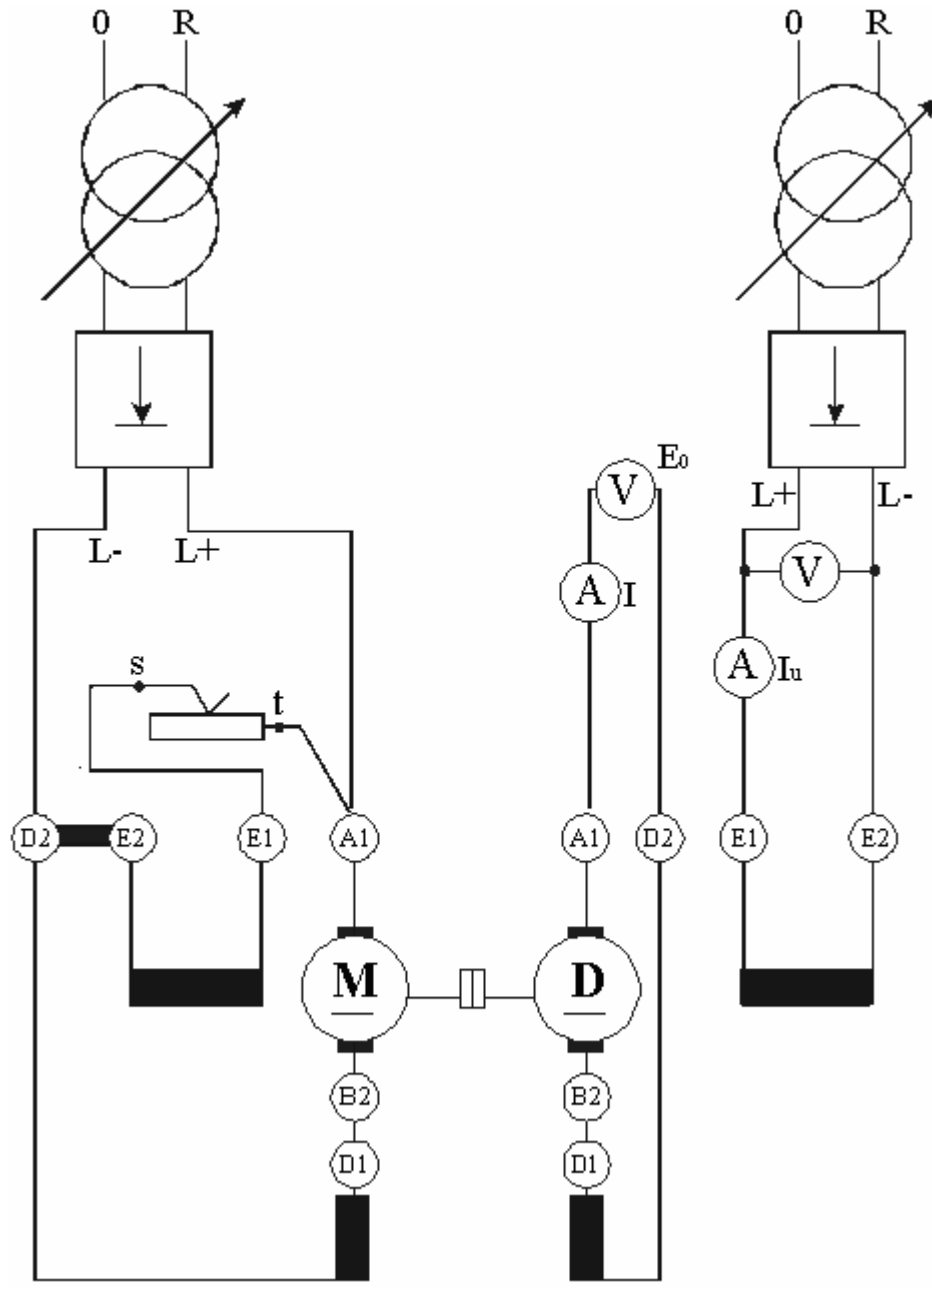 0 R 0 R
E₀
V
L+ L-
L- L+
V
A I
A Iu
s
t
D2 E2 E1 A1 A1 D2 E1 E2
M D
B2 B2
D1 D1